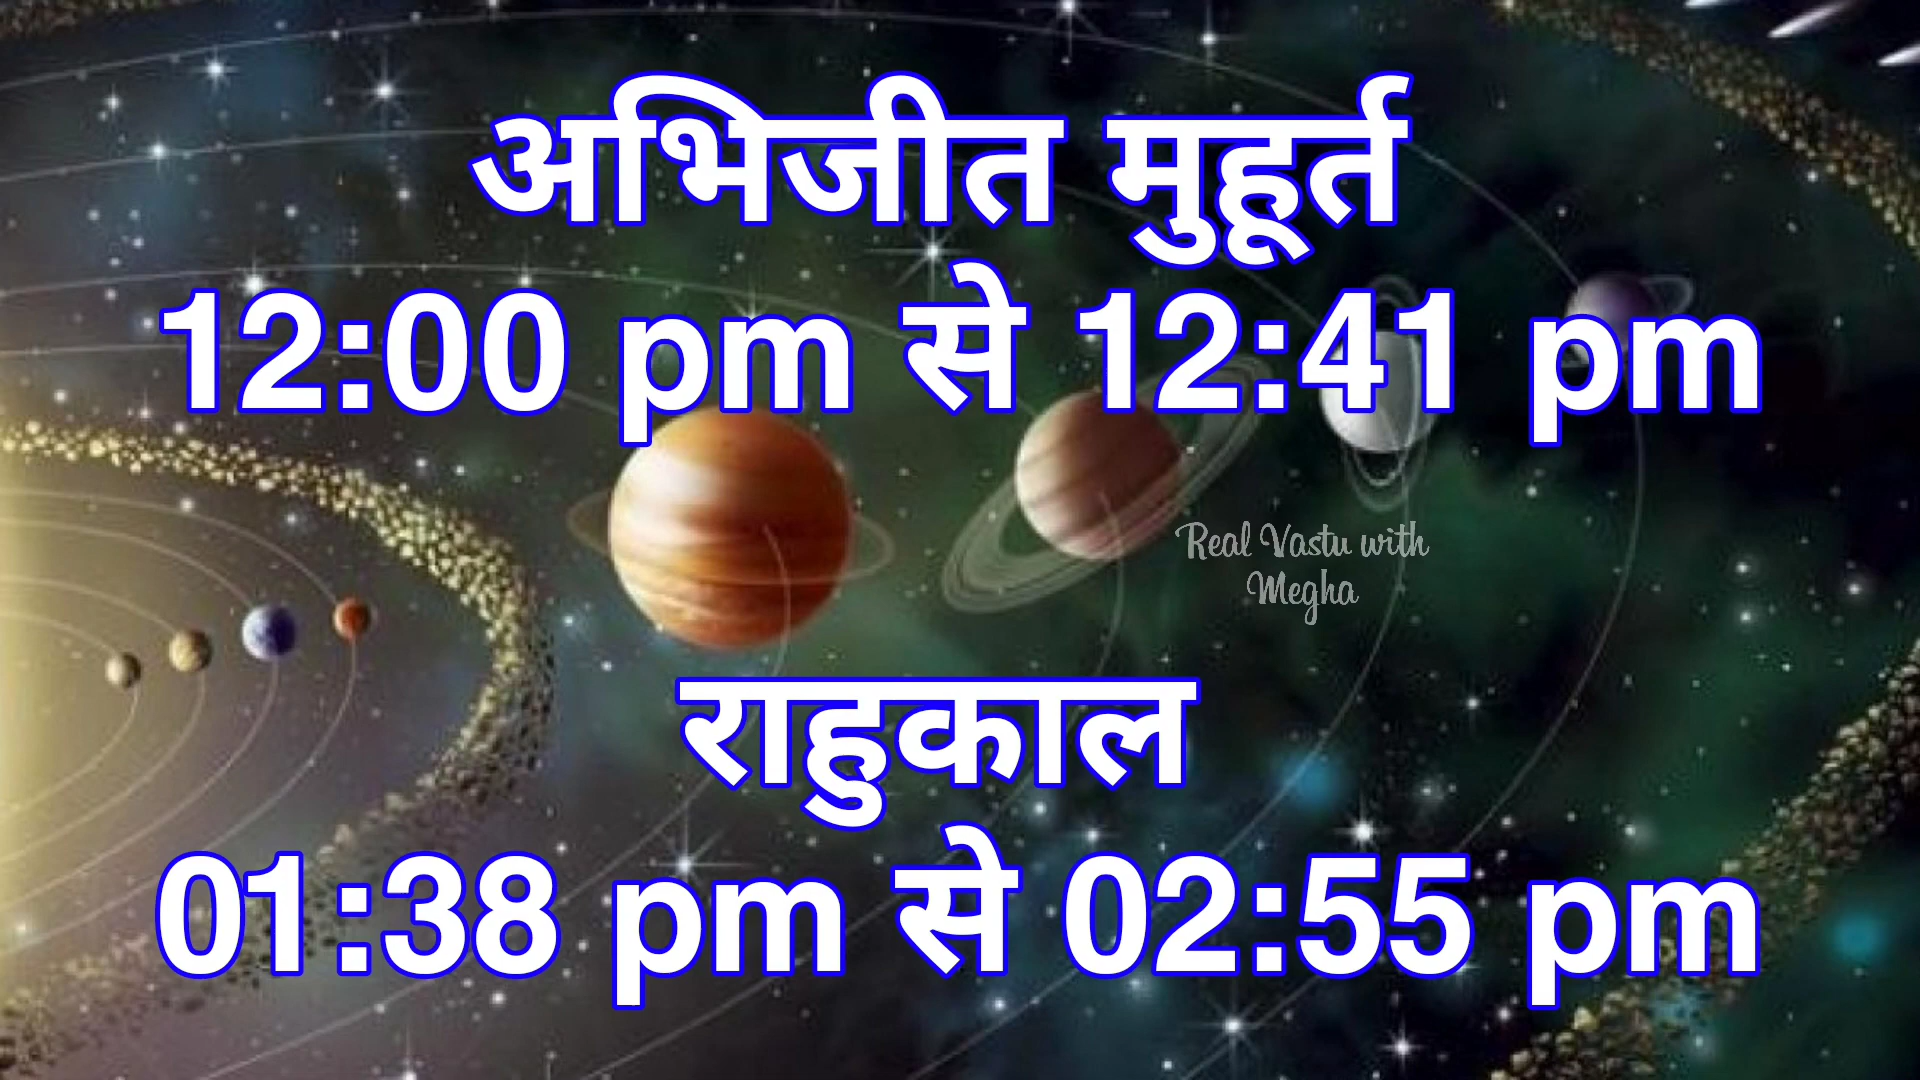 अभिजीत मुहूर्त
12:00 pm से 12:41 pm
Real Vastu with
Megha
राहुकाल
01:38 pm से 02:55 pm